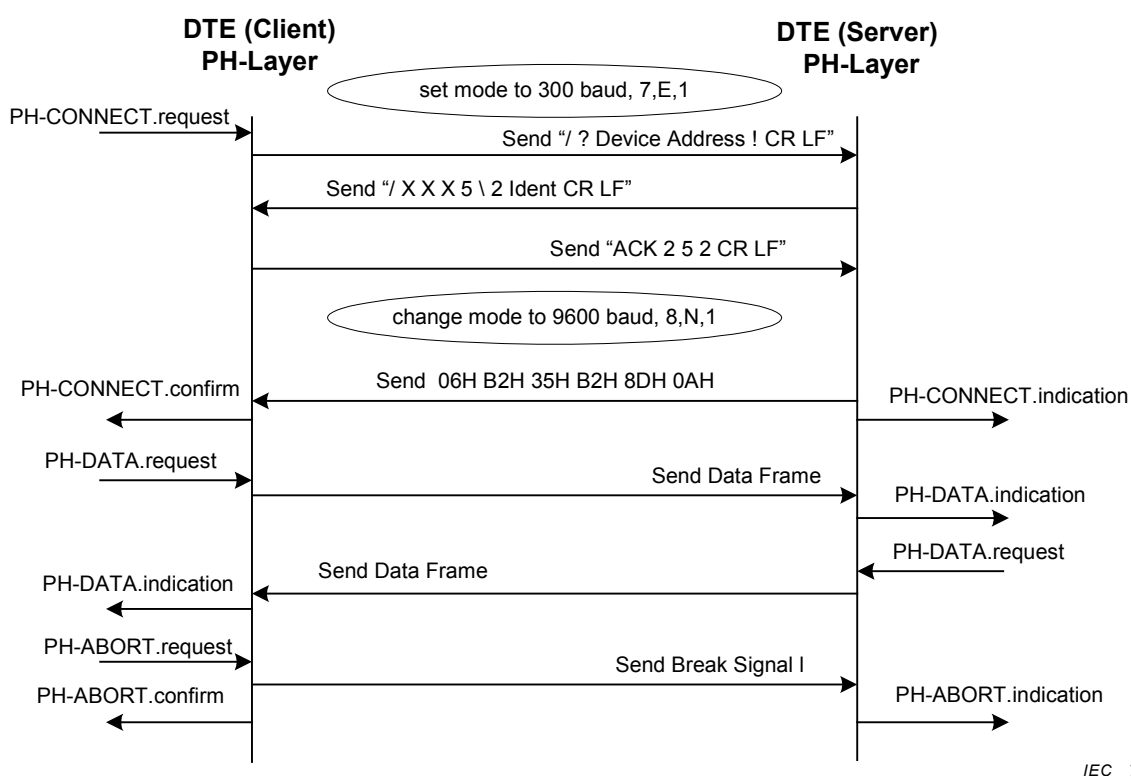 DTE (Client)
PH-Layer
DTE (Server)
PH-Layer
set mode to 300 baud, 7,E,1
PH-CONNECT.request
Send “/ ? Device Address ! CR LF”
Send “/ X X X 5 \ 2 Ident CR LF”
Send “ACK 2 5 2 CR LF”
change mode to 9600 baud, 8,N,1
Send 06H B2H 35H B2H 8DH 0AH
PH-CONNECT.confirm
PH-CONNECT.indication
PH-DATA.request
Send Data Frame
PH-DATA.indication
PH-DATA.request
Send Data Frame
PH-DATA.indication
PH-ABORT.request
Send Break Signal I
PH-ABORT.confirm
PH-ABORT.indication
IEC